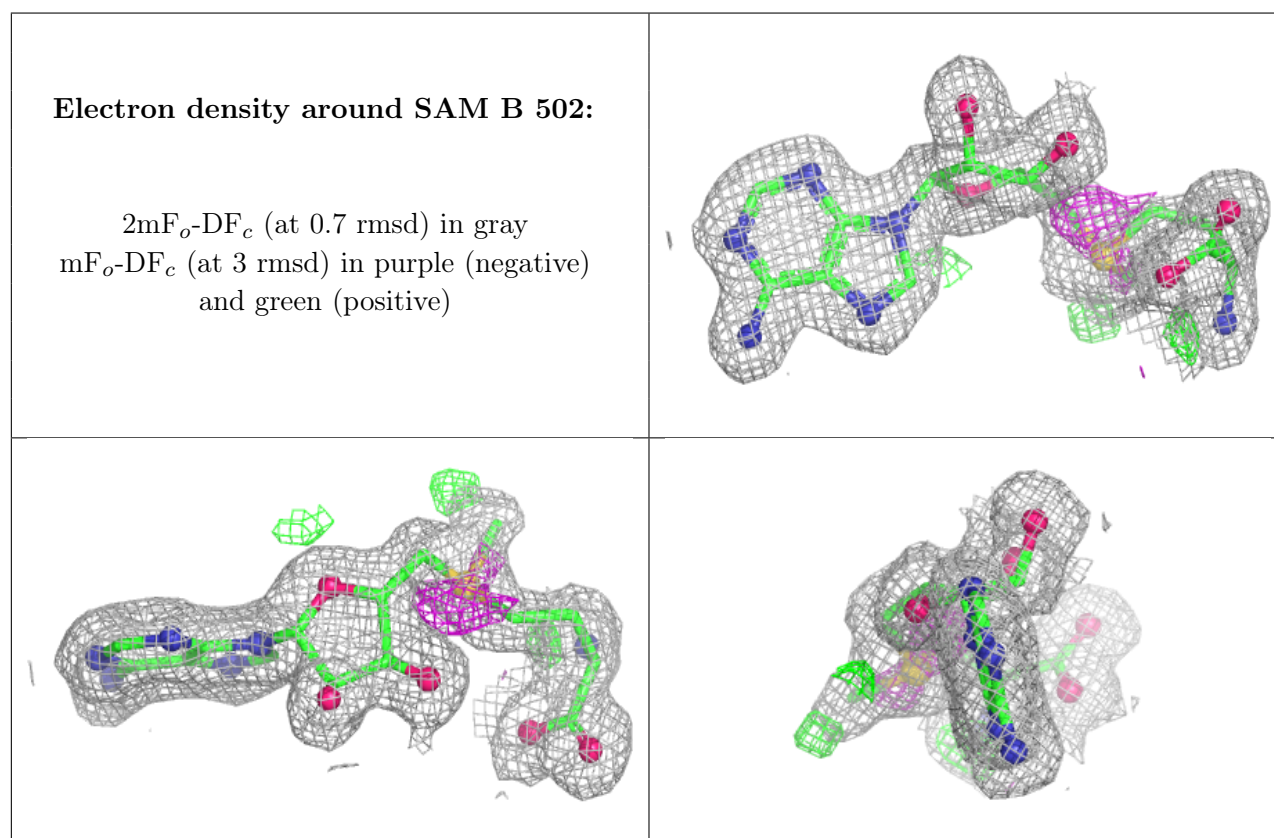 Electron density around SAM B 502:
2mFo-DFc (at 0.7 rmsd) in gray
mFo-DFc (at 3 rmsd) in purple (negative)
and green (positive)